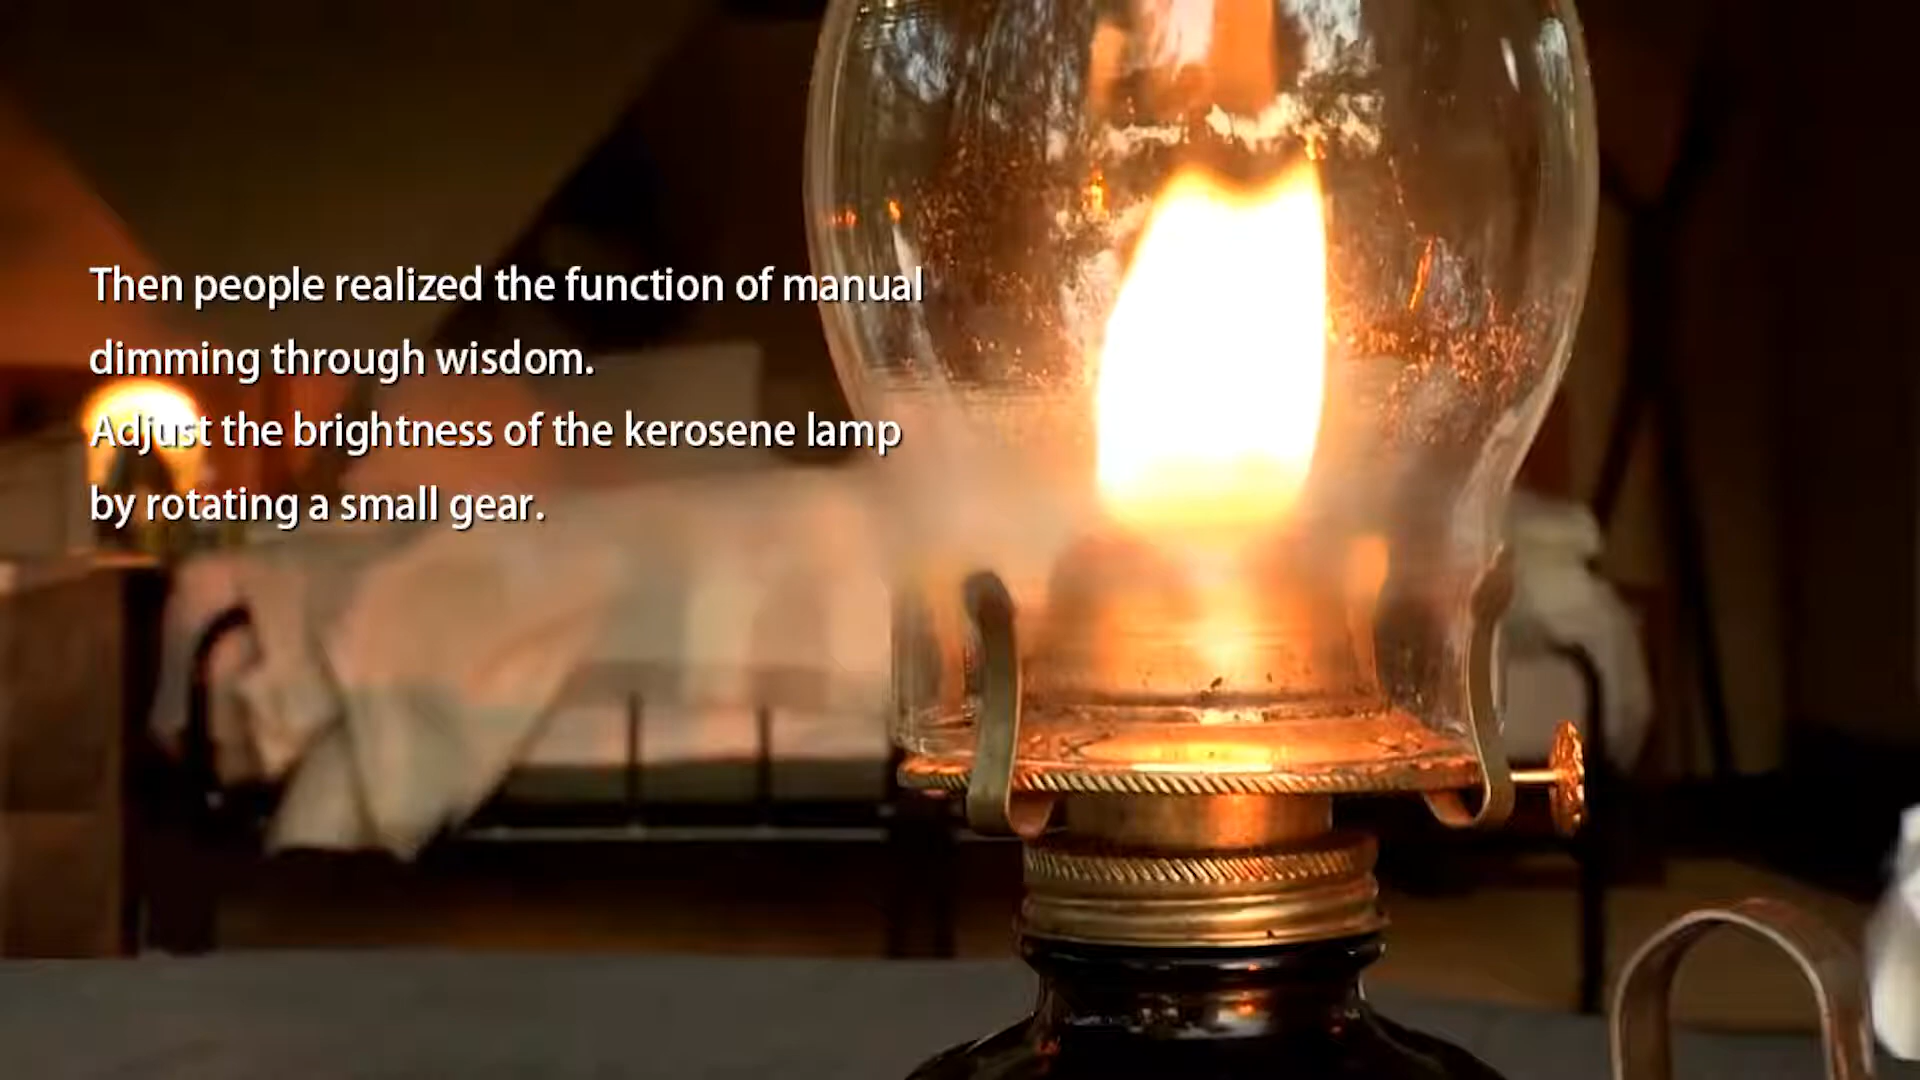 Then people realized the function of manual
dimming through wisdom.
Adjust the brightness of the kerosene lamp
by rotating a small gear.